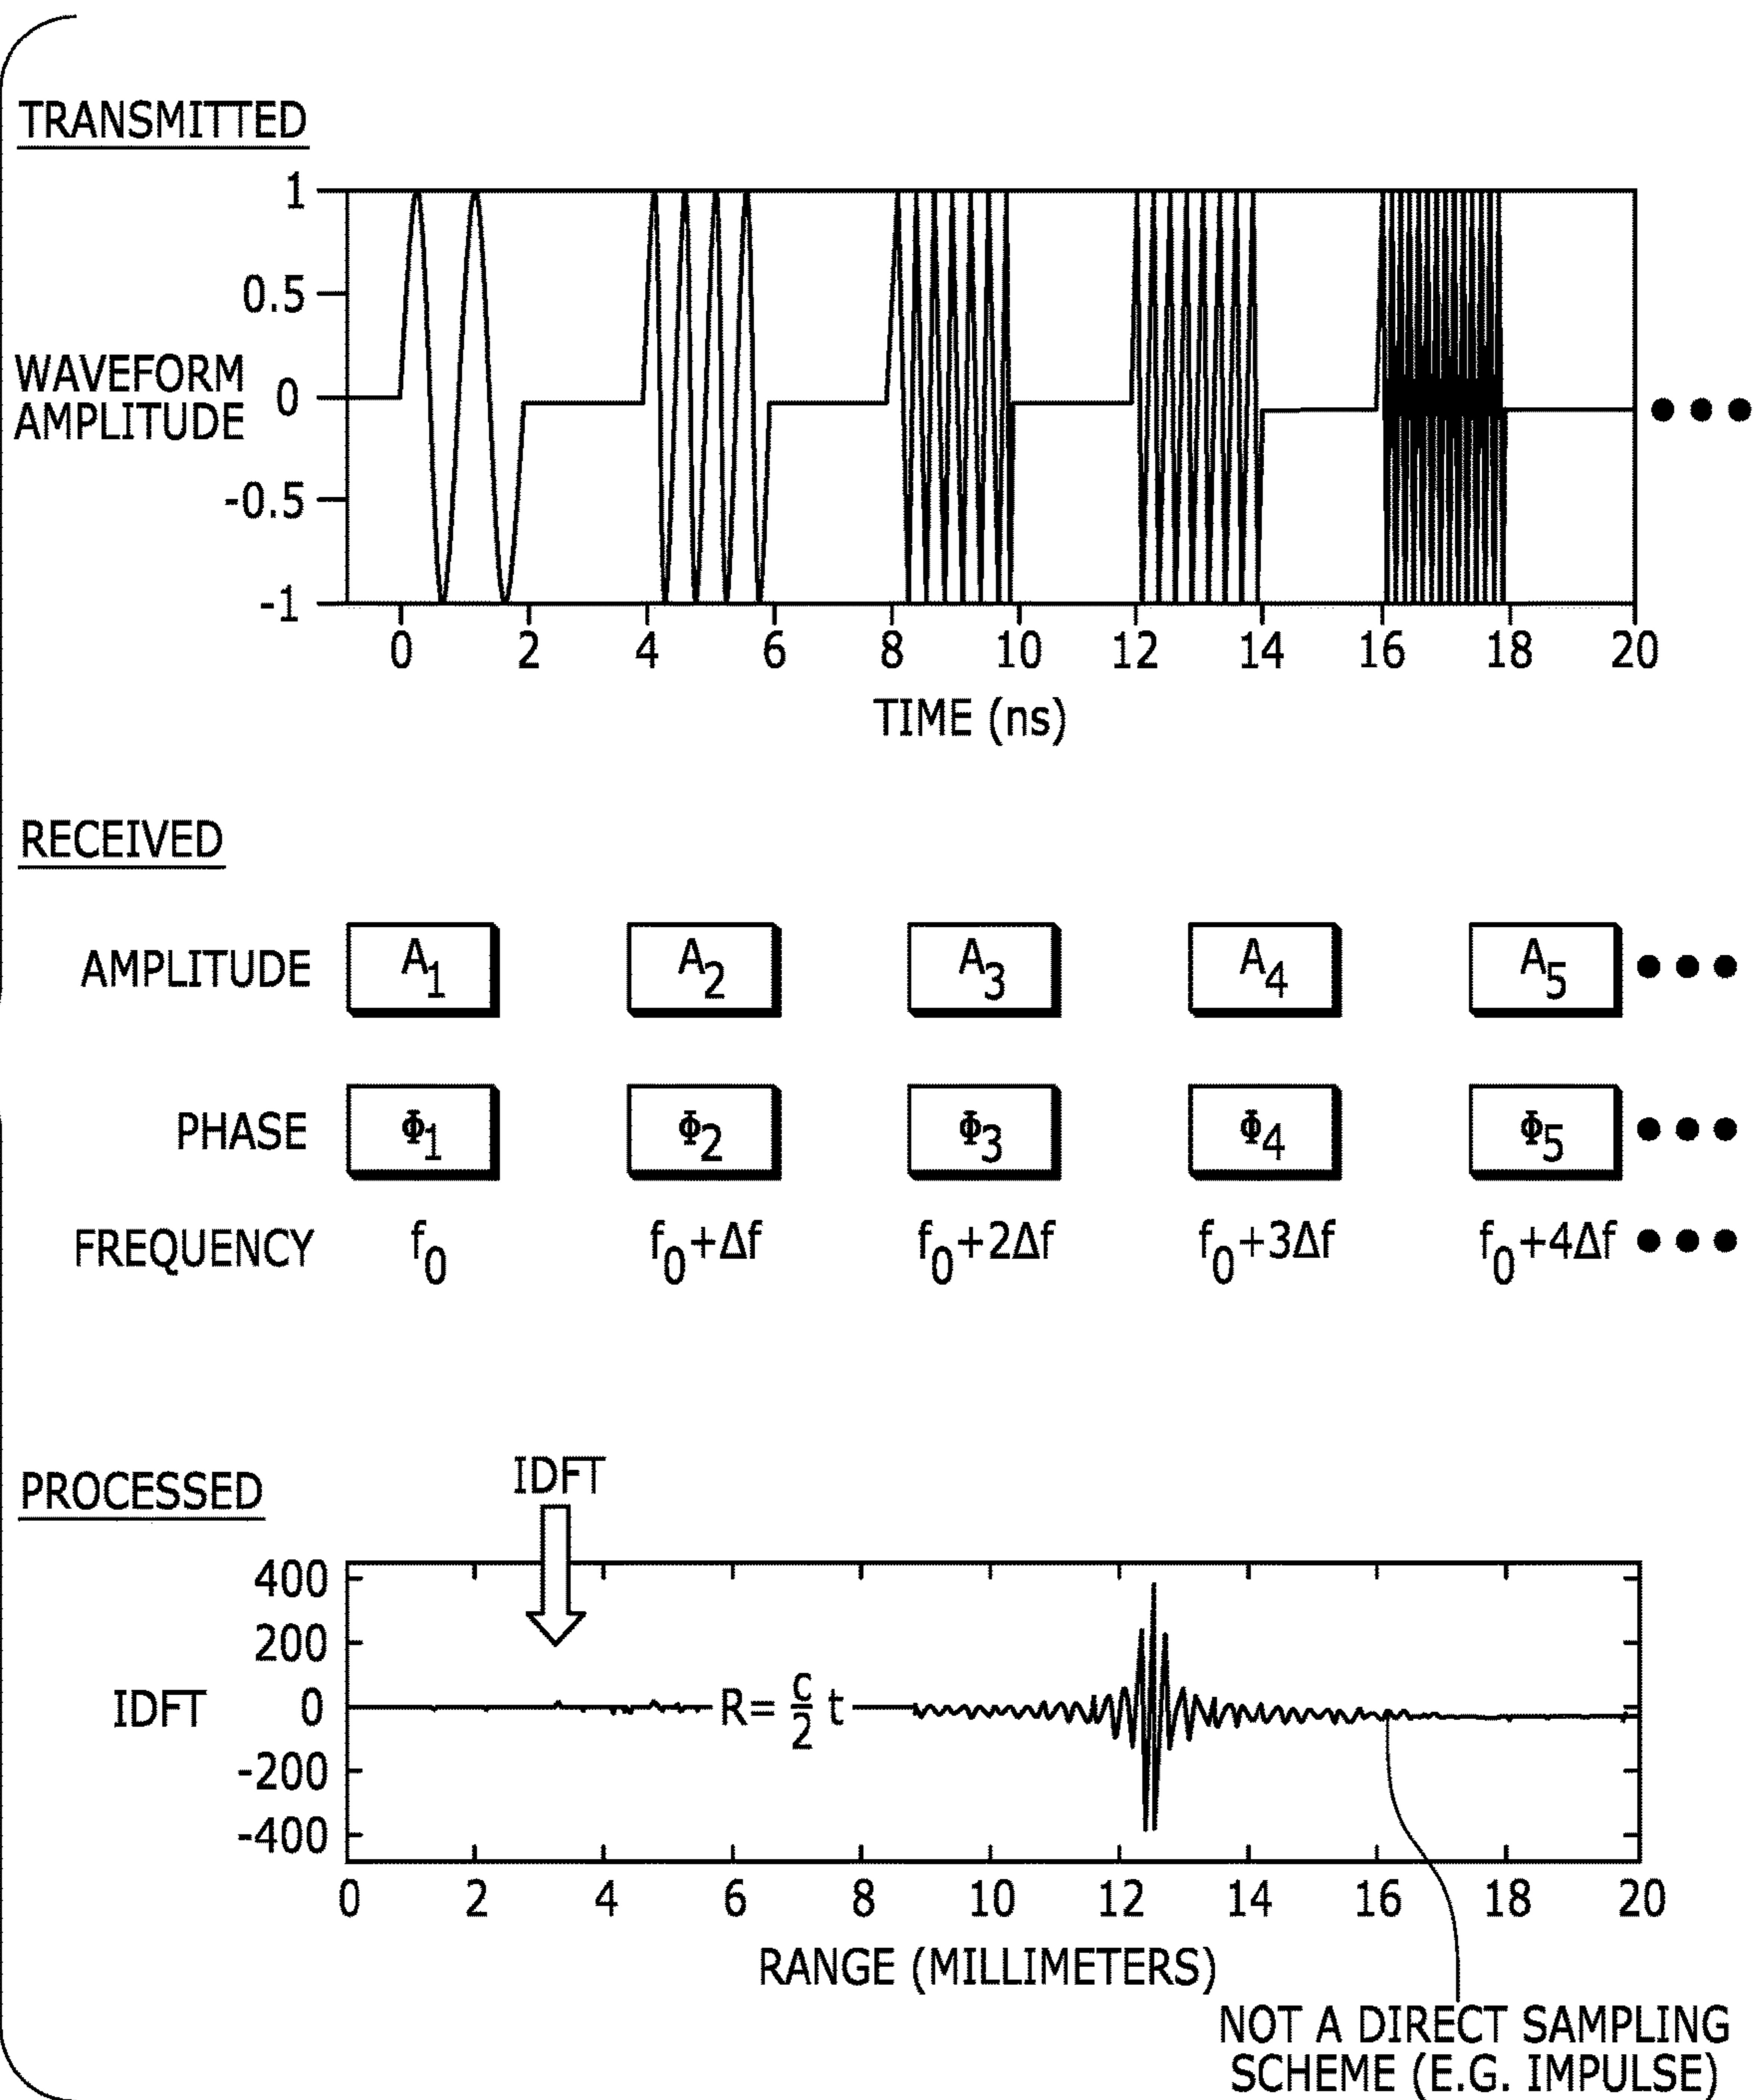 TRANSMITTED
1
0.5
WAVEFORM
AMPLITUDE
0
-0.5
-1
0 2 4 6 8 10 12 14 16 18 20
TIME (ns)
RECEIVED
AMPLITUDE A1 A2 A3 A4 A5
PHASE Φ1 Φ2 Φ3 Φ4 Φ5
FREQUENCY f0 f0+Δf f0+2Δf f0+3Δf f0+4Δf
PROCESSED
IDFT
400
200
IDFT 0 R= c/2 t
-200
-400
0 2 4 6 8 10 12 14 16 18 20
RANGE (MILLIMETERS)
NOT A DIRECT SAMPLING
SCHEME (E.G. IMPULSE)